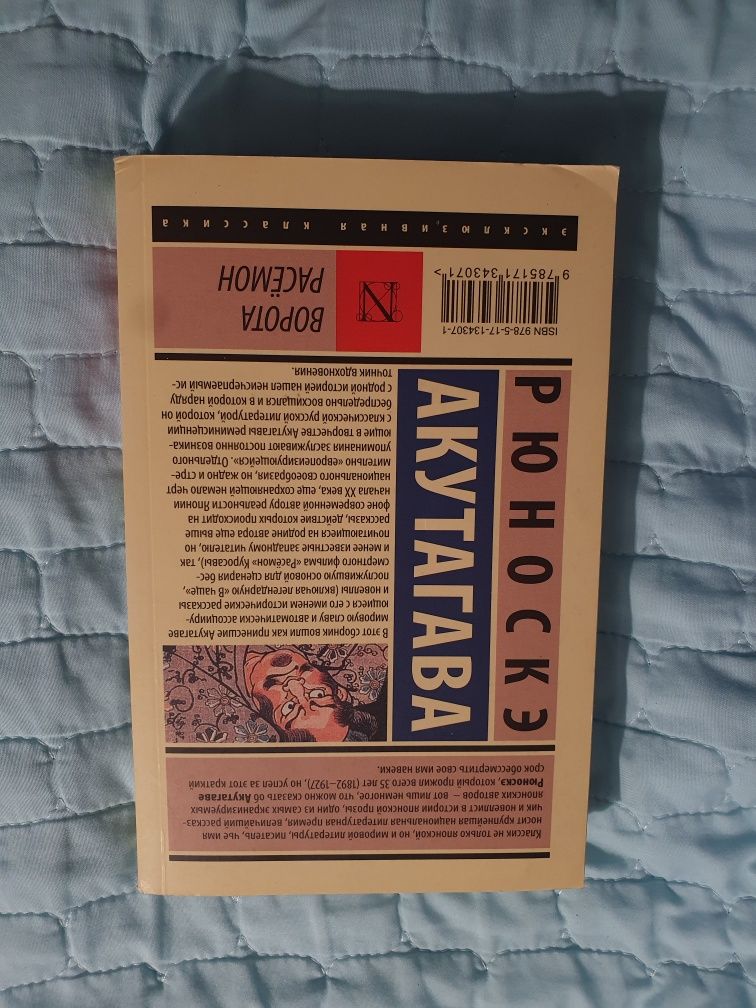 Классик не только японской, но и мировой литературы, писатель, чье имя
носит крупнейшая национальная литературная премия, величайший рассказ-
чик и новеллист в истории японской прозы, один из самых экранизируемых
японских авторов – вот лишь немногое, что можно сказать об Акутагаве
Рюноскэ, который прожил всего 35 лет (1892–1927), но успел за этот краткий
срок обессмертить свое имя навеки.
РЮНОСКЭ
АКУТАГАВА
В этот сборник вошли как принесшие Акутагаве
мировую славу и автоматически ассоцииру-
ющиеся с его именем исторические рассказы
и новеллы (включая легендарную «В чаще»,
послужившую основой для сценария бес-
смертного фильма «Расёмон» Куросавы), так
и менее известные западному читателю, но
почитающиеся на родине автора еще выше
рассказы, действие которых происходит на
фоне современной автору реальности Японии
начала XX века, еще сохраняющей немало черт
национального своеобразия, но жадно и стре-
мительно «европеизирующейся». Отдельного
упоминания заслуживают постоянно возникаю-
щие в творчестве Акутагавы реминисценции
с классической русской литературой, которой он
беспредельно восхищался и в которой наряду
с родной историей нашел неисчерпаемый ис-
точник вдохновения.
ISBN 978-5-17-134307-1
9 785171 343071 >
N
ВОРОТА
РАСЁМОН
эксклюзивная классика